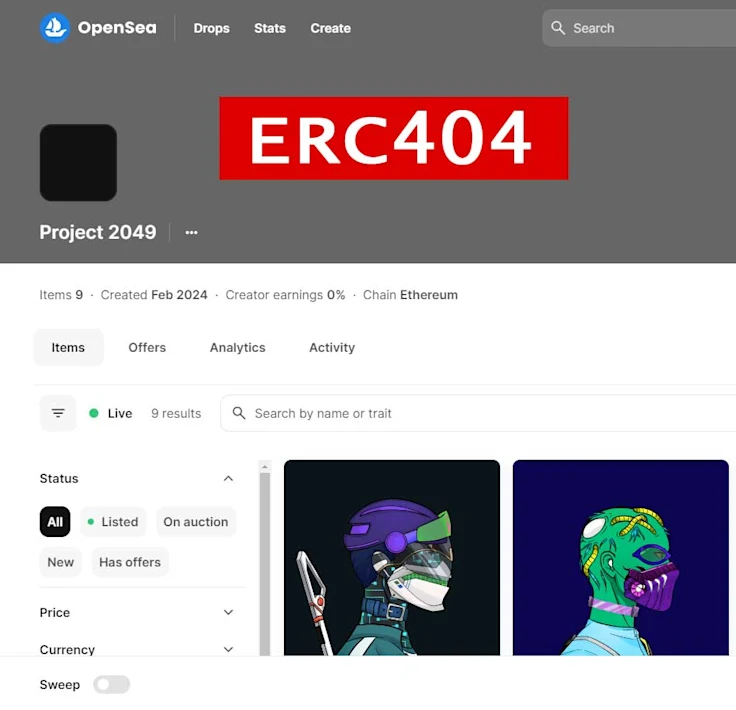 OpenSea Drops Stats Create Search
ERC404
Project 2049 ···
Items 9 · Created Feb 2024 · Creator earnings 0% · Chain Ethereum
Items Offers Analytics Activity
Live 9 results Search by name or trait
Status
All Listed On auction
New Has offers
Price
Currency
Sweep